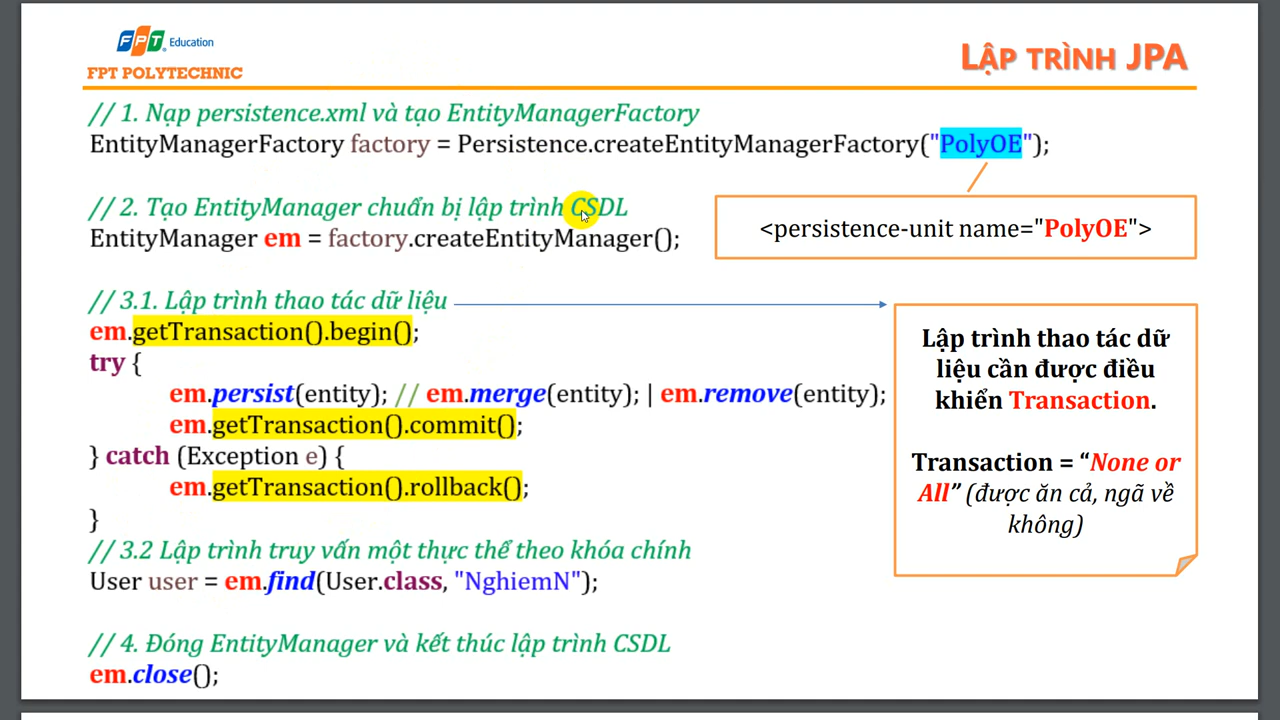 FPT Education
FPT POLYTECHNIC
LẬP TRÌNH JPA
// 1. Nạp persistence.xml và tạo EntityManagerFactory
EntityManagerFactory factory = Persistence.createEntityManagerFactory("PolyOE");
// 2. Tạo EntityManager chuẩn bị lập trình CSDL
EntityManager em = factory.createEntityManager();
<persistence-unit name="PolyOE">
// 3.1. Lập trình thao tác dữ liệu
em.getTransaction().begin();
try {
em.persist(entity); // em.merge(entity); | em.remove(entity);
em.getTransaction().commit();
} catch (Exception e) {
em.getTransaction().rollback();
}
Lập trình thao tác dữ
liệu cần được điều
khiển Transaction.
Transaction = “None or
All” (được ăn cả, ngã về
không)
// 3.2 Lập trình truy vấn một thực thể theo khóa chính
User user = em.find(User.class, "NghiemN");
// 4. Đóng EntityManager và kết thúc lập trình CSDL
em.close();